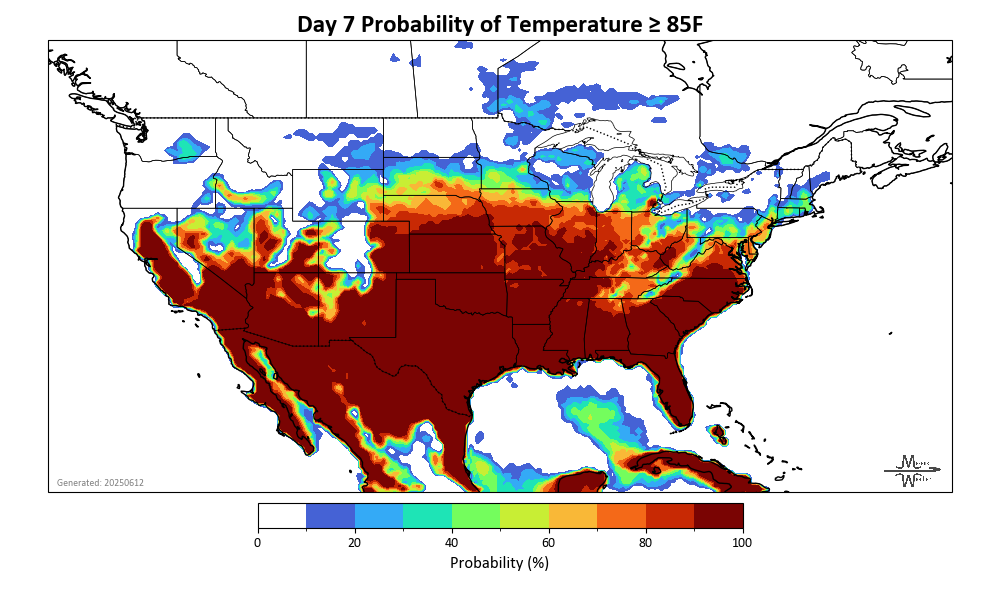 Day 7 Probability of Temperature ≥ 85F
Generated: 20250612
0 20 40 60 80 100
Probability (%)